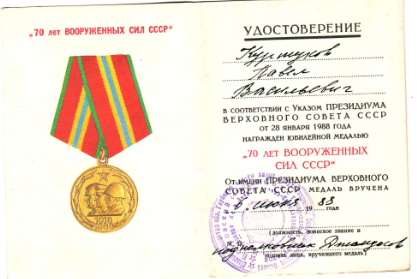 „70 лет ВООРУЖЕННЫХ СИЛ СССР"
УДОСТОВЕРЕНИЕ
Павел
Васильевич
В СООТВЕТСТВИИ С УКАЗОМ ПРЕЗИДИУМА
ВЕРХОВНОГО СОВЕТА СССР
ОТ 28 ЯНВАРЯ 1988 ГОДА
НАГРАЖДЕН ЮБИЛЕЙНОЙ МЕДАЛЬЮ
„70 ЛЕТ ВООРУЖЕННЫХ
СИЛ СССР"
ОТ ИМЕНИ ПРЕЗИДИУМА ВЕРХОВНОГО
СОВЕТА СССР МЕДАЛЬ ВРУЧЕНА
19 88 года
(должность, воинское звание и
подполковник
(подпись лица, вручившего медаль)